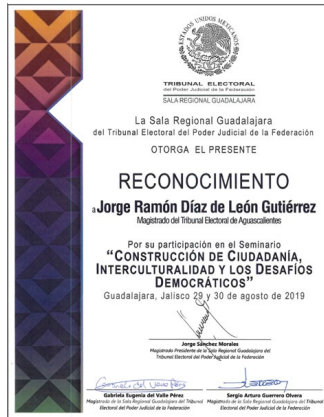 ESTADOS UNIDOS MEXICANOS
TRIBUNAL ELECTORAL
del Poder Judicial de la Federación
SALA REGIONAL GUADALAJARA
La Sala Regional Guadalajara
del Tribunal Electoral del Poder Judicial de la Federación
OTORGA EL PRESENTE
RECONOCIMIENTO
a Jorge Ramón Díaz de León Gutiérrez
Magistrado del Tribunal Electoral de Aguascalientes
Por su participación en el Seminario
“CONSTRUCCIÓN DE CIUDADANÍA,
INTERCULTURALIDAD Y LOS DESAFÍOS
DEMOCRÁTICOS”
Guadalajara, Jalisco 29 y 30 de agosto de 2019
Jorge Sánchez Morales
Magistrado Presidente de la Sala Regional Guadalajara del
Tribunal Electoral del Poder Judicial de la Federación
Gabriela Eugenia del Valle Pérez
Magistrada de la Sala Regional Guadalajara del Tribunal
Electoral del Poder Judicial de la Federación
Sergio Arturo Guerrero Olvera
Magistrado de la Sala Regional Guadalajara del Tribunal
Electoral del Poder Judicial de la Federación